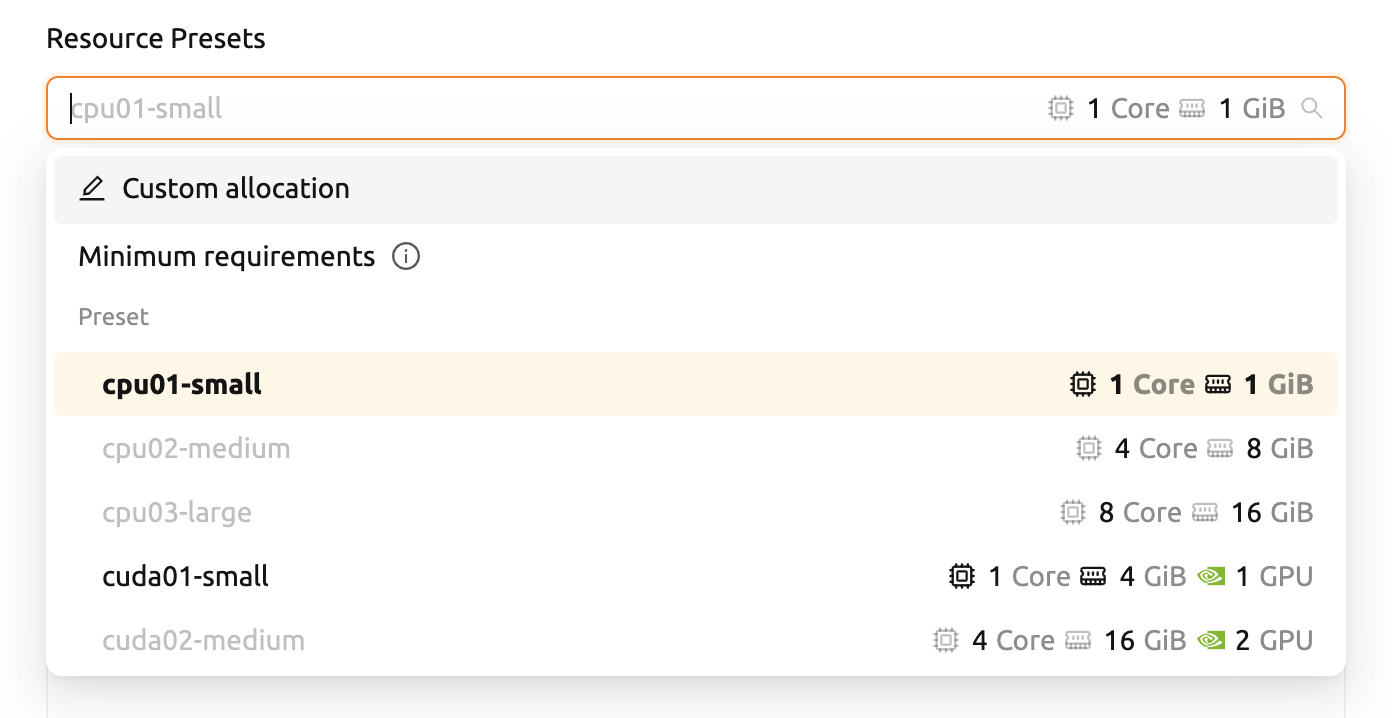 Resource Presets
cpu01-small 1 Core 1 GiB
Custom allocation
Minimum requirements
Preset
cpu01-small 1 Core 1 GiB
cpu02-medium 4 Core 8 GiB
cpu03-large 8 Core 16 GiB
cuda01-small 1 Core 4 GiB 1 GPU
cuda02-medium 4 Core 16 GiB 2 GPU